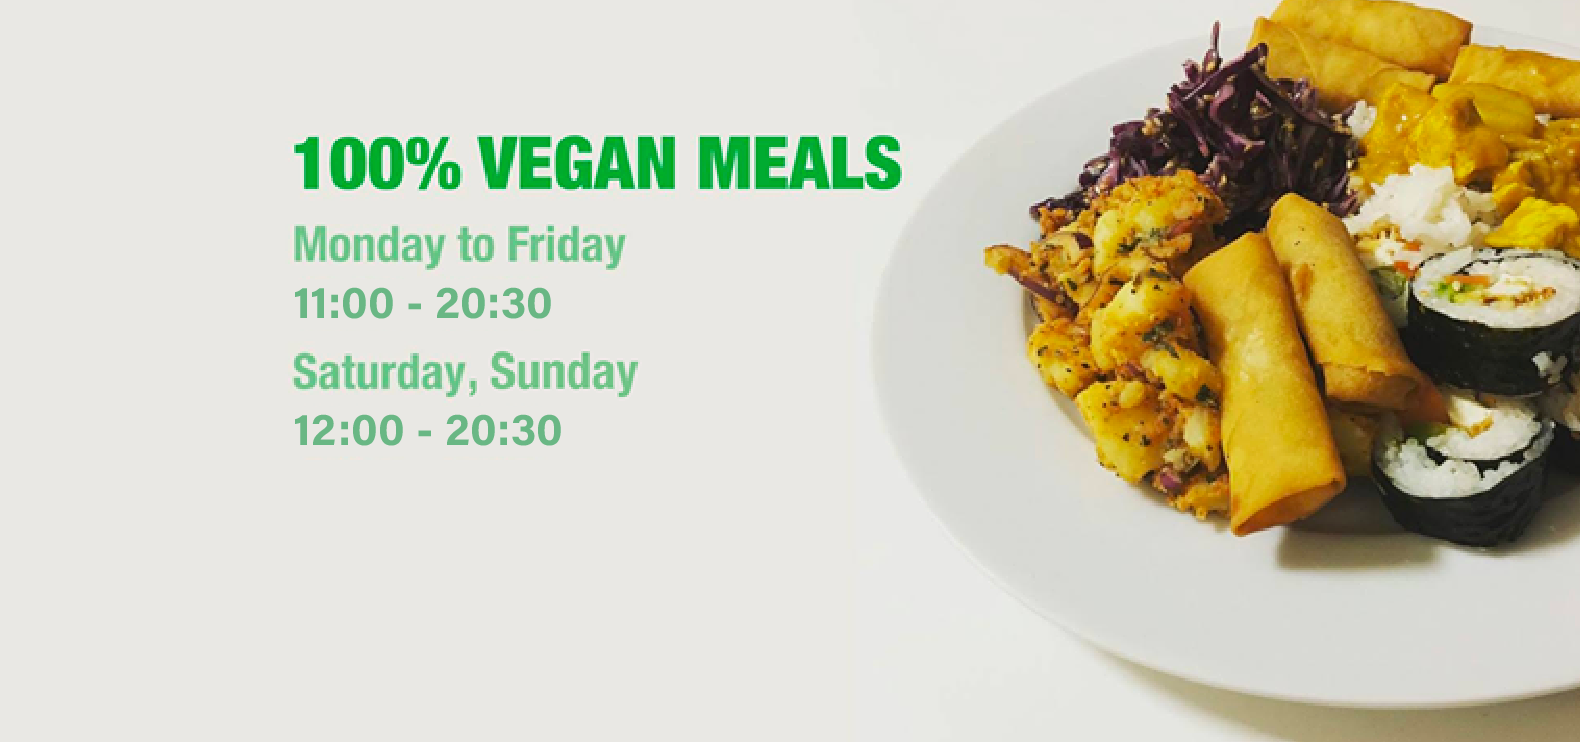 100% VEGAN MEALS
Monday to Friday
11:00 - 20:30
Saturday, Sunday
12:00 - 20:30